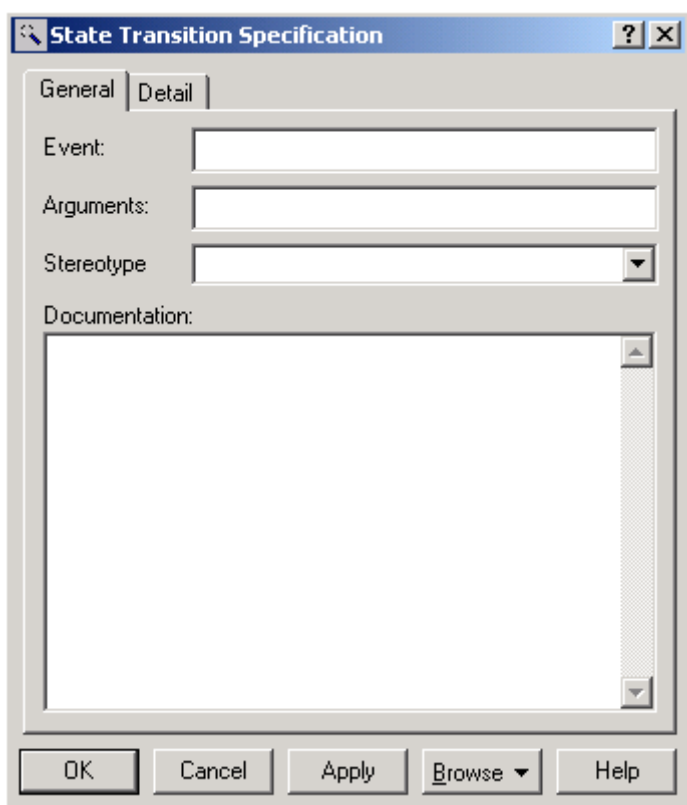 State Transition Specification
General Detail
Event:
Arguments:
Stereotype
Documentation:
OK Cancel Apply Browse Help